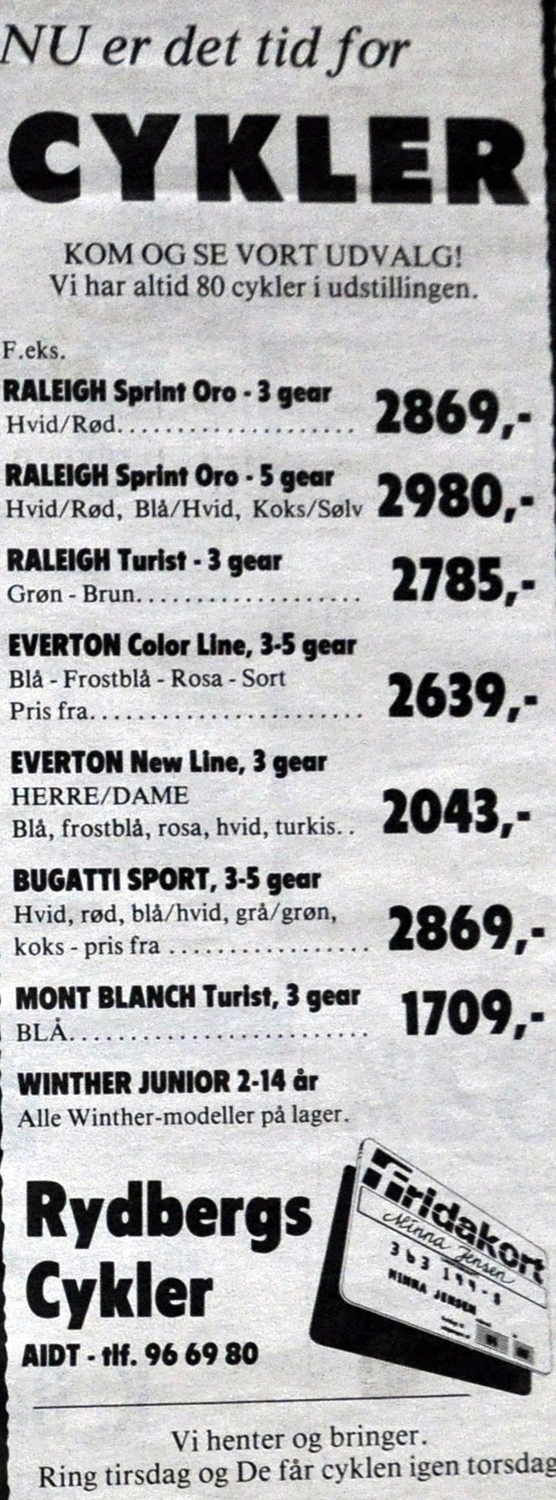 NU er det tid for
CYKLER
KOM OG SE VORT UDVALG!
Vi har altid 80 cykler i udstillingen.
F.eks.
RALEIGH Sprint Oro - 3 gear
Hvid/Rød.................... 2869,-
RALEIGH Sprint Oro - 5 gear
Hvid/Rød, Blå/Hvid, Koks/Sølv 2980,-
RALEIGH Turist - 3 gear
Grøn - Brun................... 2785,-
EVERTON Color Line, 3-5 gear
Blå - Frostblå - Rosa - Sort
Pris fra....................... 2639,-
EVERTON New Line, 3 gear
HERRE/DAME
Blå, frostblå, rosa, hvid, turkis.. 2043,-
BUGATTI SPORT, 3-5 gear
Hvid, rød, blå/hvid, grå/grøn,
koks - pris fra ................. 2869,-
MONT BLANCH Turist, 3 gear
BLÅ......................... 1709,-
WINTHER JUNIOR 2-14 år
Alle Winther-modeller på lager.
Rydbergs
Cykler
AIDT - tlf. 96 69 80
Firidakort
Minna Jensen
363 199-8
MINNA JENSEN
Vi henter og bringer.
Ring tirsdag og De får cyklen igen torsdag